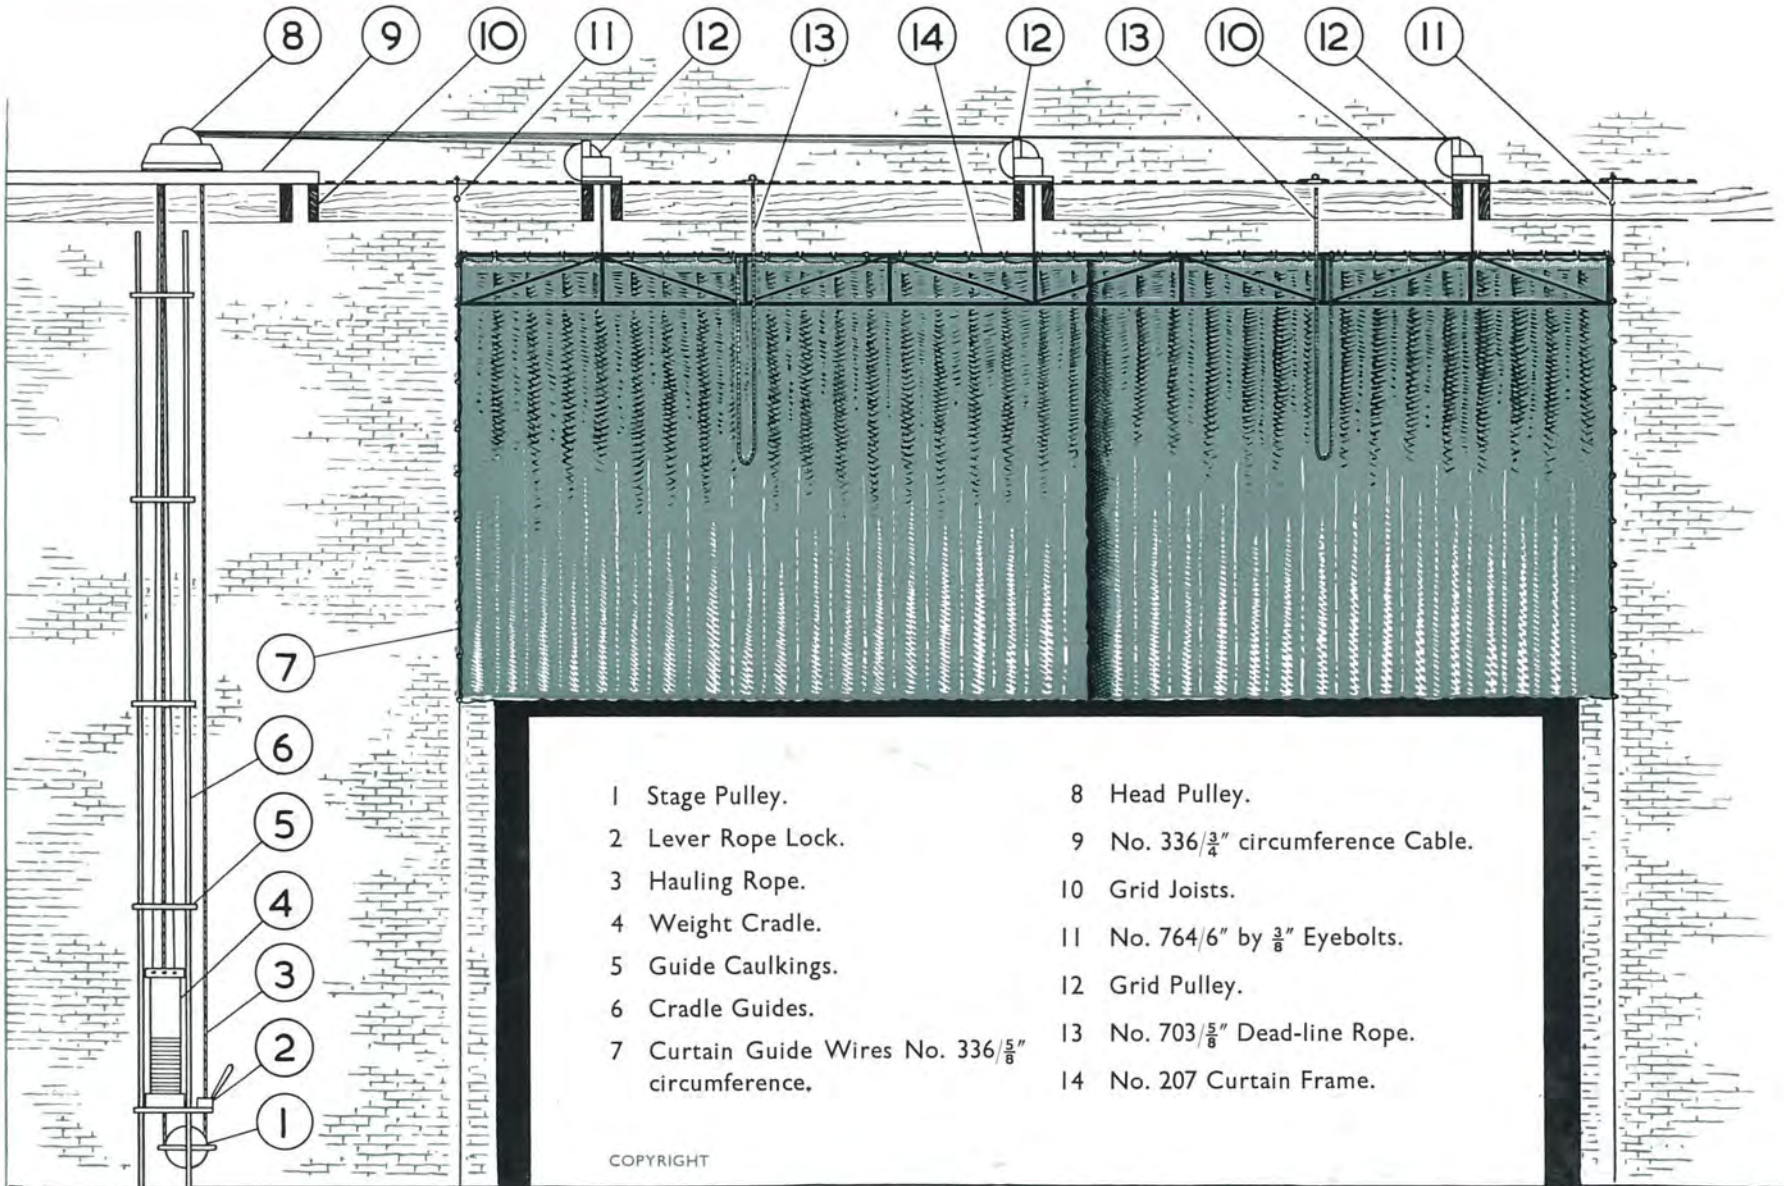 8 9 10 11 12 13 14 12 13 10 12 11
7
6
5
4
3
2
1
1 Stage Pulley.
2 Lever Rope Lock.
3 Hauling Rope.
4 Weight Cradle.
5 Guide Caulkings.
6 Cradle Guides.
7 Curtain Guide Wires No. 336/⅝″
circumference.
8 Head Pulley.
9 No. 336/¾″ circumference Cable.
10 Grid Joists.
11 No. 764/6″ by ⅜″ Eyebolts.
12 Grid Pulley.
13 No. 703/⅝″ Dead-line Rope.
14 No. 207 Curtain Frame.
COPYRIGHT